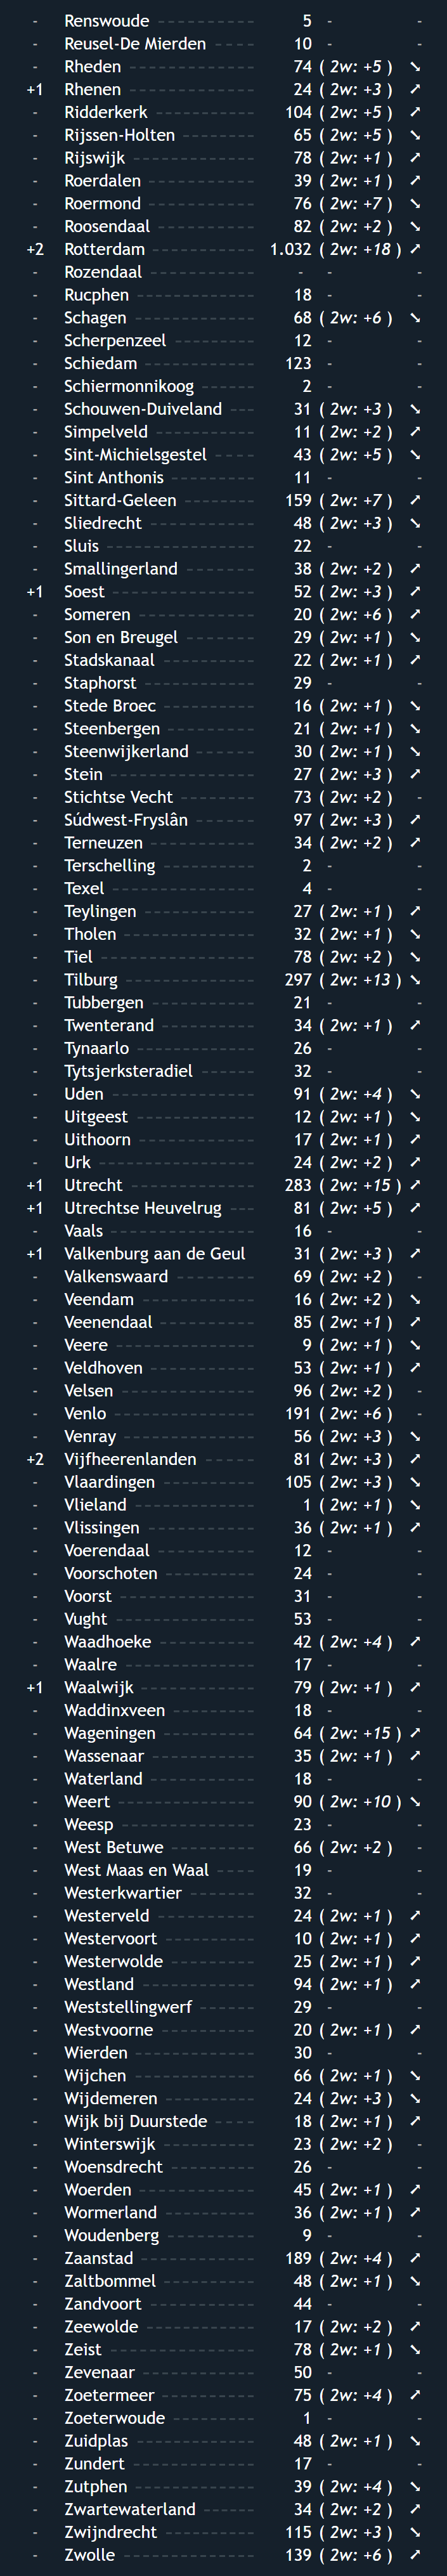 - Renswoude ----------- 5 - -
- Reusel-De Mierden ----- 10 - -
- Rheden -------------- 74 ( 2w: +5 ) ➘
+1 Rhenen ------------- 24 ( 2w: +3 ) ➚
- Ridderkerk ----------- 104 ( 2w: +5 ) ➚
- Rijssen-Holten --------- 65 ( 2w: +5 ) ➘
- Rijswijk -------------- 78 ( 2w: +1 ) ➚
- Roerdalen ------------ 39 ( 2w: +1 ) ➚
- Roermond ------------ 76 ( 2w: +7 ) ➘
- Roosendaal ----------- 82 ( 2w: +2 ) ➘
+2 Rotterdam ----------- 1.032 ( 2w: +18 ) ➚
- Rozendaal ------------ - - -
- Rucphen ------------- 18 - -
- Schagen ------------- 68 ( 2w: +6 ) ➘
- Scherpenzeel --------- 12 - -
- Schiedam ------------ 123 - -
- Schiermonnikoog ------ 2 - -
- Schouwen-Duiveland --- 31 ( 2w: +3 ) ➘
- Simpelveld ----------- 11 ( 2w: +2 ) ➚
- Sint-Michielsgestel ----- 43 ( 2w: +5 ) ➘
- Sint Anthonis --------- 11 - -
- Sittard-Geleen -------- 159 ( 2w: +7 ) ➚
- Sliedrecht ------------ 48 ( 2w: +3 ) ➘
- Sluis ---------------- 22 - -
- Smallingerland -------- 38 ( 2w: +2 ) ➚
+1 Soest --------------- 52 ( 2w: +3 ) ➚
- Someren ------------- 20 ( 2w: +6 ) ➚
- Son en Breugel -------- 29 ( 2w: +1 ) ➘
- Stadskanaal ---------- 22 ( 2w: +1 ) ➚
- Staphorst ------------ 29 - -
- Stede Broec ---------- 16 ( 2w: +1 ) ➘
- Steenbergen ---------- 21 ( 2w: +1 ) ➘
- Steenwijkerland ------- 30 ( 2w: +1 ) ➘
- Stein ---------------- 27 ( 2w: +3 ) ➚
- Stichtse Vecht -------- 73 ( 2w: +2 ) -
- Súdwest-Fryslân ------- 97 ( 2w: +3 ) ➚
- Terneuzen ----------- 34 ( 2w: +2 ) ➚
- Terschelling ---------- 2 - -
- Texel --------------- 4 - -
- Teylingen ------------ 27 ( 2w: +1 ) ➚
- Tholen -------------- 32 ( 2w: +1 ) ➘
- Tiel ----------------- 78 ( 2w: +2 ) ➘
- Tilburg -------------- 297 ( 2w: +13 ) ➘
- Tubbergen ----------- 21 - -
- Twenterand ---------- 34 ( 2w: +1 ) ➚
- Tynaarlo ------------- 26 - -
- Tytsjerksteradiel ------ 32 - -
- Uden --------------- 91 ( 2w: +4 ) ➘
- Uitgeest ------------- 12 ( 2w: +1 ) ➘
- Uithoorn ------------- 17 ( 2w: +1 ) ➚
- Urk ----------------- 24 ( 2w: +2 ) ➚
+1 Utrecht ------------- 283 ( 2w: +15 ) ➚
+1 Utrechtse Heuvelrug --- 81 ( 2w: +5 ) ➚
- Vaals --------------- 16 - -
+1 Valkenburg aan de Geul 31 ( 2w: +3 ) ➚
- Valkenswaard --------- 69 ( 2w: +2 ) -
- Veendam ------------ 16 ( 2w: +2 ) ➘
- Veenendaal ---------- 85 ( 2w: +1 ) ➚
- Veere --------------- 9 ( 2w: +1 ) ➘
- Veldhoven ----------- 53 ( 2w: +1 ) ➚
- Velsen -------------- 96 ( 2w: +2 ) -
- Venlo --------------- 191 ( 2w: +6 ) -
- Venray -------------- 56 ( 2w: +3 ) ➘
+2 Vijfheerenlanden ------ 81 ( 2w: +3 ) ➚
- Vlaardingen ---------- 105 ( 2w: +3 ) ➘
- Vlieland ------------- 1 ( 2w: +1 ) ➘
- Vlissingen ------------ 36 ( 2w: +1 ) ➚
- Voerendaal ----------- 12 - -
- Voorschoten ---------- 24 - -
- Voorst -------------- 31 - -
- Vught --------------- 53 - -
- Waadhoeke ---------- 42 ( 2w: +4 ) ➚
- Waalre -------------- 17 - -
+1 Waalwijk ------------ 79 ( 2w: +1 ) ➚
- Waddinxveen --------- 18 - -
- Wageningen ---------- 64 ( 2w: +15 ) ➚
- Wassenaar ----------- 35 ( 2w: +1 ) ➚
- Waterland ------------ 18 - -
- Weert --------------- 90 ( 2w: +10 ) ➘
- Weesp -------------- 23 - -
- West Betuwe --------- 66 ( 2w: +2 ) -
- West Maas en Waal ---- 19 - -
- Westerkwartier -------- 32 - -
- Westerveld ----------- 24 ( 2w: +1 ) ➚
- Westervoort ---------- 10 ( 2w: +1 ) ➚
- Westerwolde --------- 25 ( 2w: +1 ) ➚
- Westland ------------ 94 ( 2w: +1 ) ➚
- Weststellingwerf ------ 29 - -
- Westvoorne ---------- 20 ( 2w: +1 ) ➚
- Wierden ------------- 30 - -
- Wijchen ------------- 66 ( 2w: +1 ) ➘
- Wijdemeren ---------- 24 ( 2w: +3 ) ➘
- Wijk bij Duurstede ----- 18 ( 2w: +1 ) ➚
- Winterswijk ----------- 23 ( 2w: +2 ) -
- Woensdrecht --------- 26 - -
- Woerden ------------ 45 ( 2w: +1 ) ➚
- Wormerland ---------- 36 ( 2w: +1 ) ➚
- Woudenberg --------- 9 - -
- Zaanstad ------------ 189 ( 2w: +4 ) ➚
- Zaltbommel ---------- 48 ( 2w: +1 ) ➘
- Zandvoort ------------ 44 - -
- Zeewolde ------------ 17 ( 2w: +2 ) ➚
- Zeist ---------------- 78 ( 2w: +1 ) ➘
- Zevenaar ------------ 50 - -
- Zoetermeer ---------- 75 ( 2w: +4 ) ➚
- Zoeterwoude --------- 1 - -
- Zuidplas ------------- 48 ( 2w: +1 ) ➘
- Zundert ------------- 17 - -
- Zutphen ------------- 39 ( 2w: +4 ) ➘
- Zwartewaterland ------ 34 ( 2w: +2 ) ➚
- Zwijndrecht ---------- 115 ( 2w: +3 ) ➘
- Zwolle -------------- 139 ( 2w: +6 ) ➚